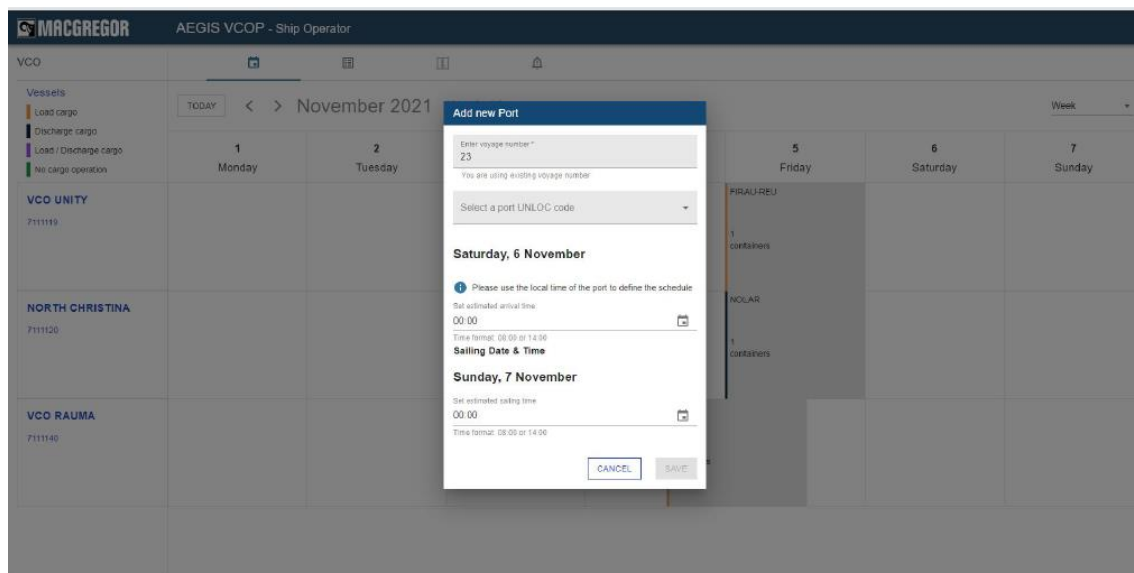 MACGREGOR
AEGIS VCOP - Ship Operator
VCO
Vessels
Load cargo
Discharge cargo
Load / Discharge cargo
No cargo operation
TODAY < > November 2021
Week
1
Monday
2
Tuesday
5
Friday
6
Saturday
7
Sunday
VCO UNITY
7111119
FIRAU-REU
1
containers
NORTH CHRISTINA
7111120
NOLAR
1
containers
VCO RAUMA
7111140
Add new Port
Enter voyage number*
23
You are using existing voyage number
Select a port UNLOC code
Saturday, 6 November
Please use the local time of the port to define the schedule
Set estimated arrival time
00:00
Time format: 08:00 or 14:00
Sailing Date & Time
Sunday, 7 November
Set estimated sailing time
00:00
Time format: 08:00 or 14:00
CANCEL
SAVE